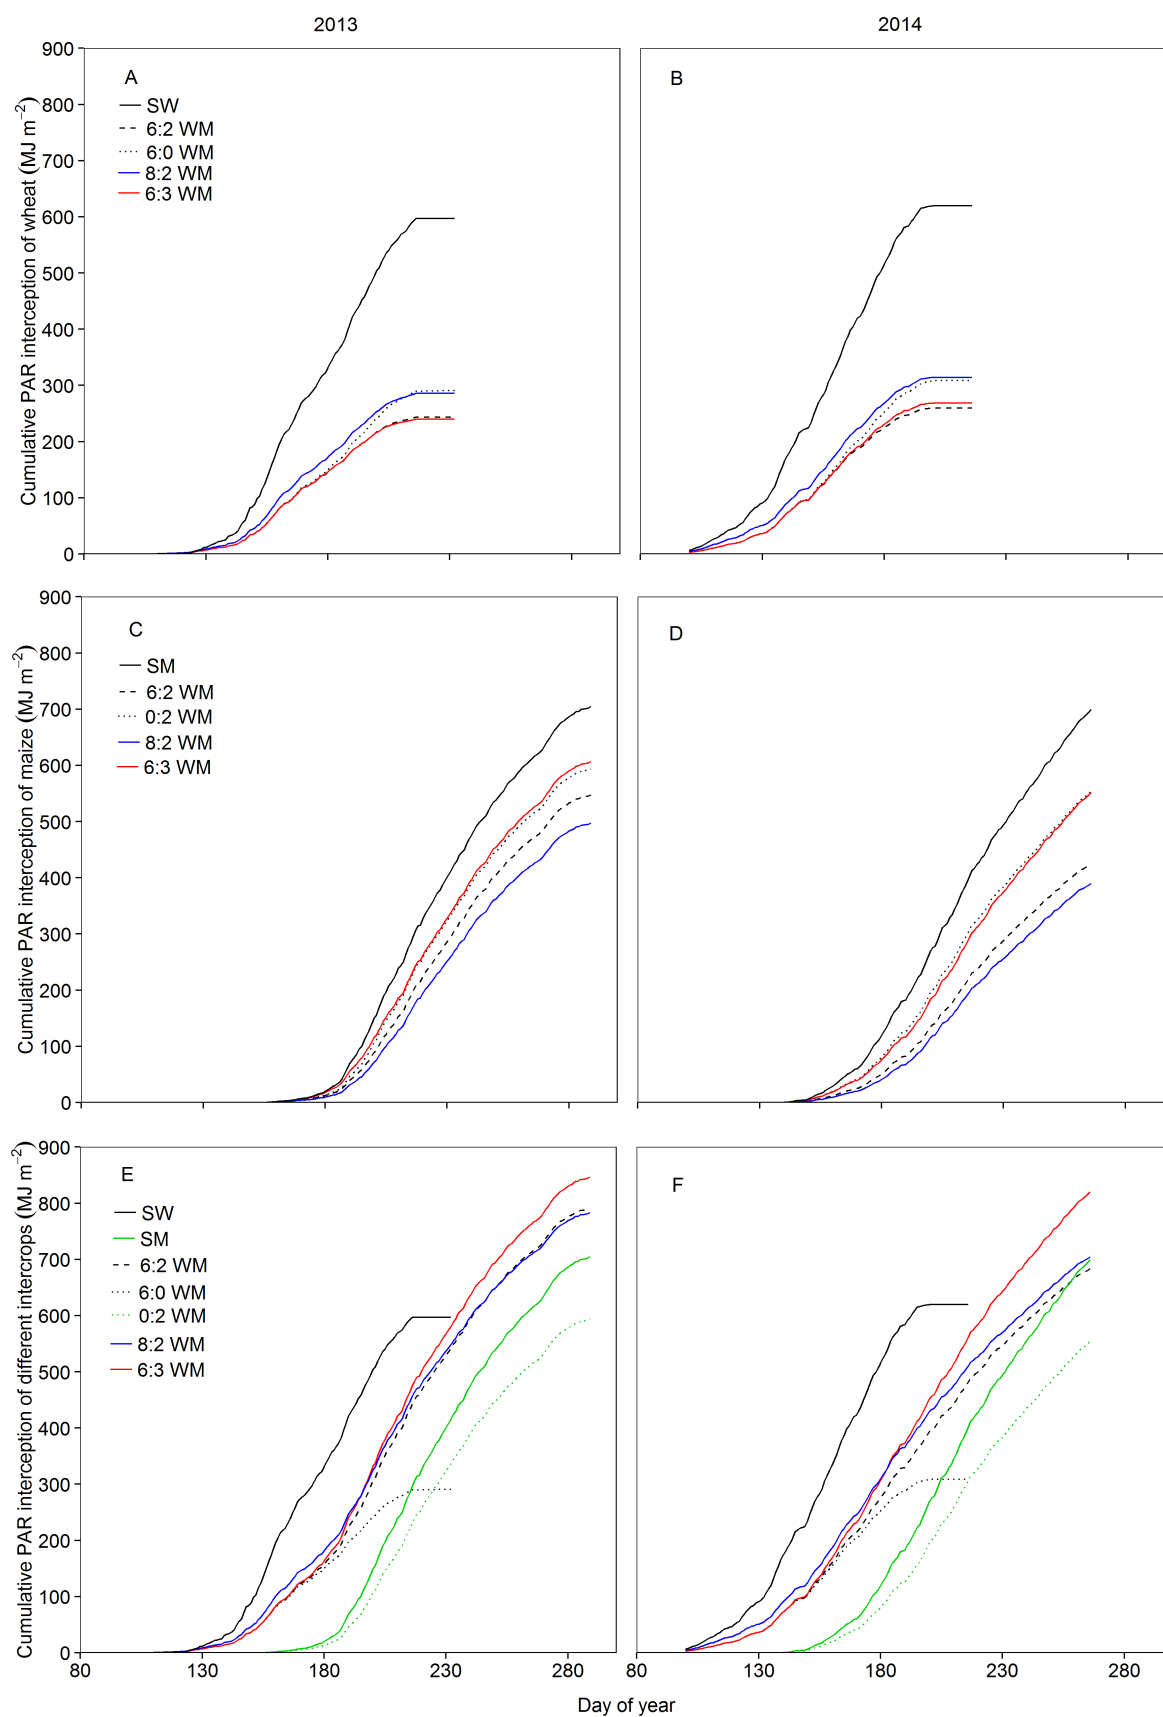 2013 2014
Cumulative PAR interception of wheat (MJ m⁻²)
900
800
700
600
500
400
300
200
100
0
A
SW
6:2 WM
6:0 WM
8:2 WM
6:3 WM
B
Cumulative PAR interception of maize (MJ m⁻²)
900
800
700
600
500
400
300
200
100
0
C
SM
6:2 WM
0:2 WM
8:2 WM
6:3 WM
D
Cumulative PAR interception of different intercrops (MJ m⁻²)
900
800
700
600
500
400
300
200
100
0
E
SW
SM
6:2 WM
6:0 WM
0:2 WM
8:2 WM
6:3 WM
F
80 130 180 230 280 80 130 180 230 280
Day of year